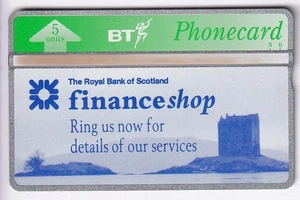 5
units
BT
Phonecard
The Royal Bank of Scotland
financeshop
Ring us now for
details of our services